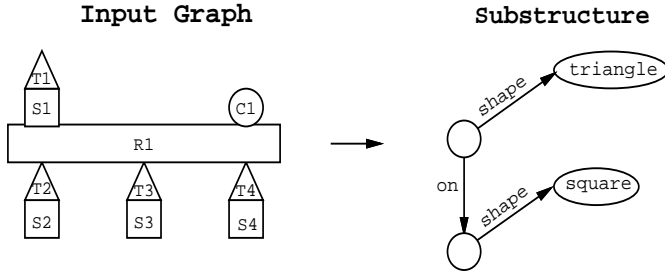 Input Graph
Substructure
T1
S1
C1
R1
T2
T3
T4
S2
S3
S4
triangle
shape
on
shape
square